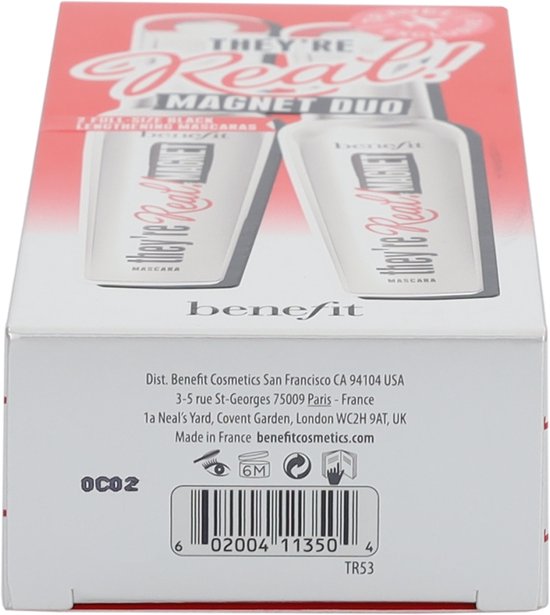 THEY'RE
Real!
MAGNET DUO
2 FULL-SIZE BLACK
LENGTHENING MASCARAS
benefit
they're Real! MAGNET
MASCARA
benefit
they're Real! MAGNET
MASCARA
benefit
Dist. Benefit Cosmetics San Francisco CA 94104 USA
3-5 rue St-Georges 75009 Paris - France
1a Neal's Yard, Covent Garden, London WC2H 9AT, UK
Made in France benefitcosmetics.com
6M
0C02
6 02004 11350 4
TR53